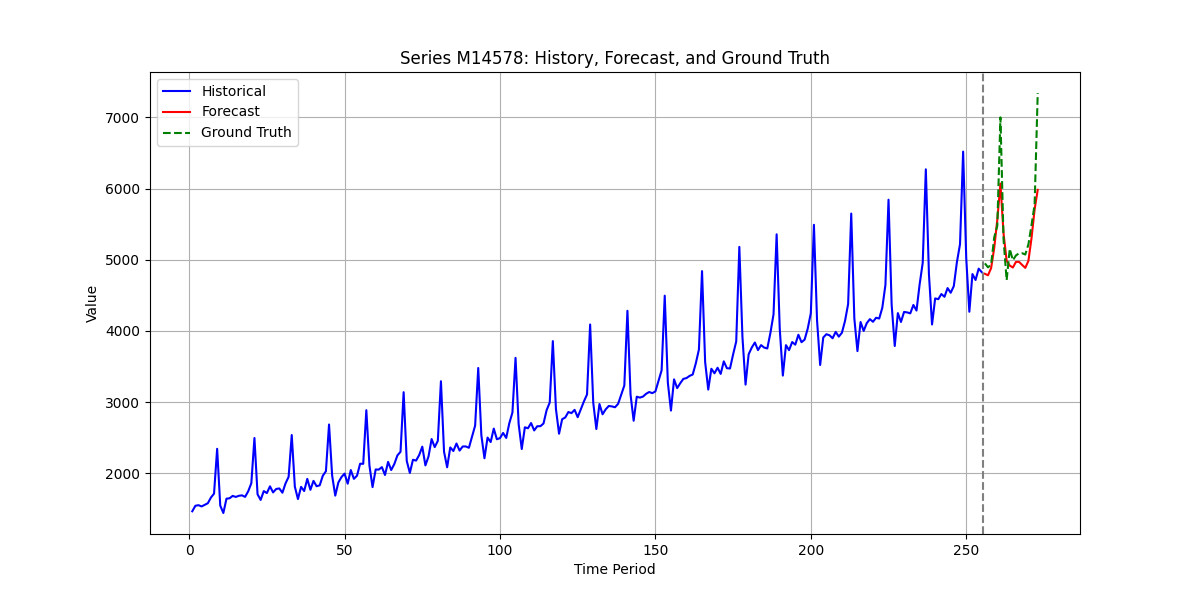 Series M14578: History, Forecast, and Ground Truth
Historical
Forecast
Ground Truth
7000
6000
5000
4000
3000
2000
Value
0 50 100 150 200 250
Time Period